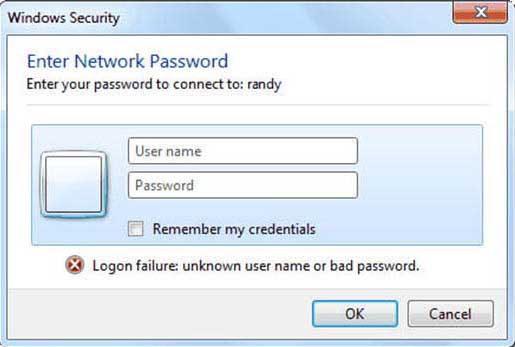 Windows Security
Enter Network Password
Enter your password to connect to: randy
User name
Password
Remember my credentials
Logon failure: unknown user name or bad password.
OK
Cancel